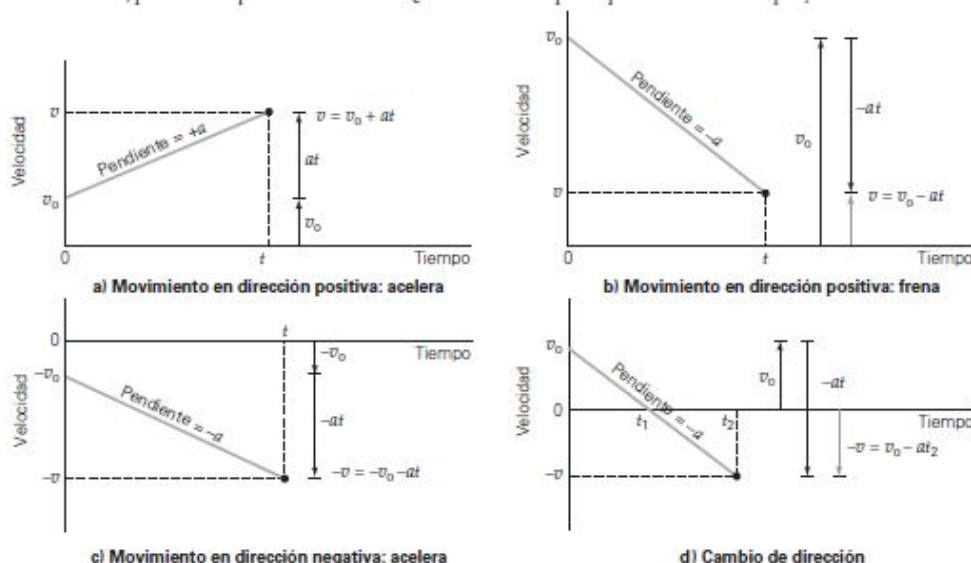 v
Velocidad
Pendiente = +a
v₀
v = v₀ + at
at
v₀
0
t
Tiempo
a) Movimiento en dirección positiva: acelera
v₀
Velocidad
Pendiente = –a
v
v₀
–at
v = v₀ – at
0
t
Tiempo
b) Movimiento en dirección positiva: frena
0
t
Tiempo
–v₀
Velocidad
Pendiente = –a
–v
–v₀
–at
–v = –v₀ – at
c) Movimiento en dirección negativa: acelera
v₀
Velocidad
Pendiente = –a
0
t₁
t₂
–v
v₀
–at
Tiempo
–v = v₀ – at₂
d) Cambio de dirección